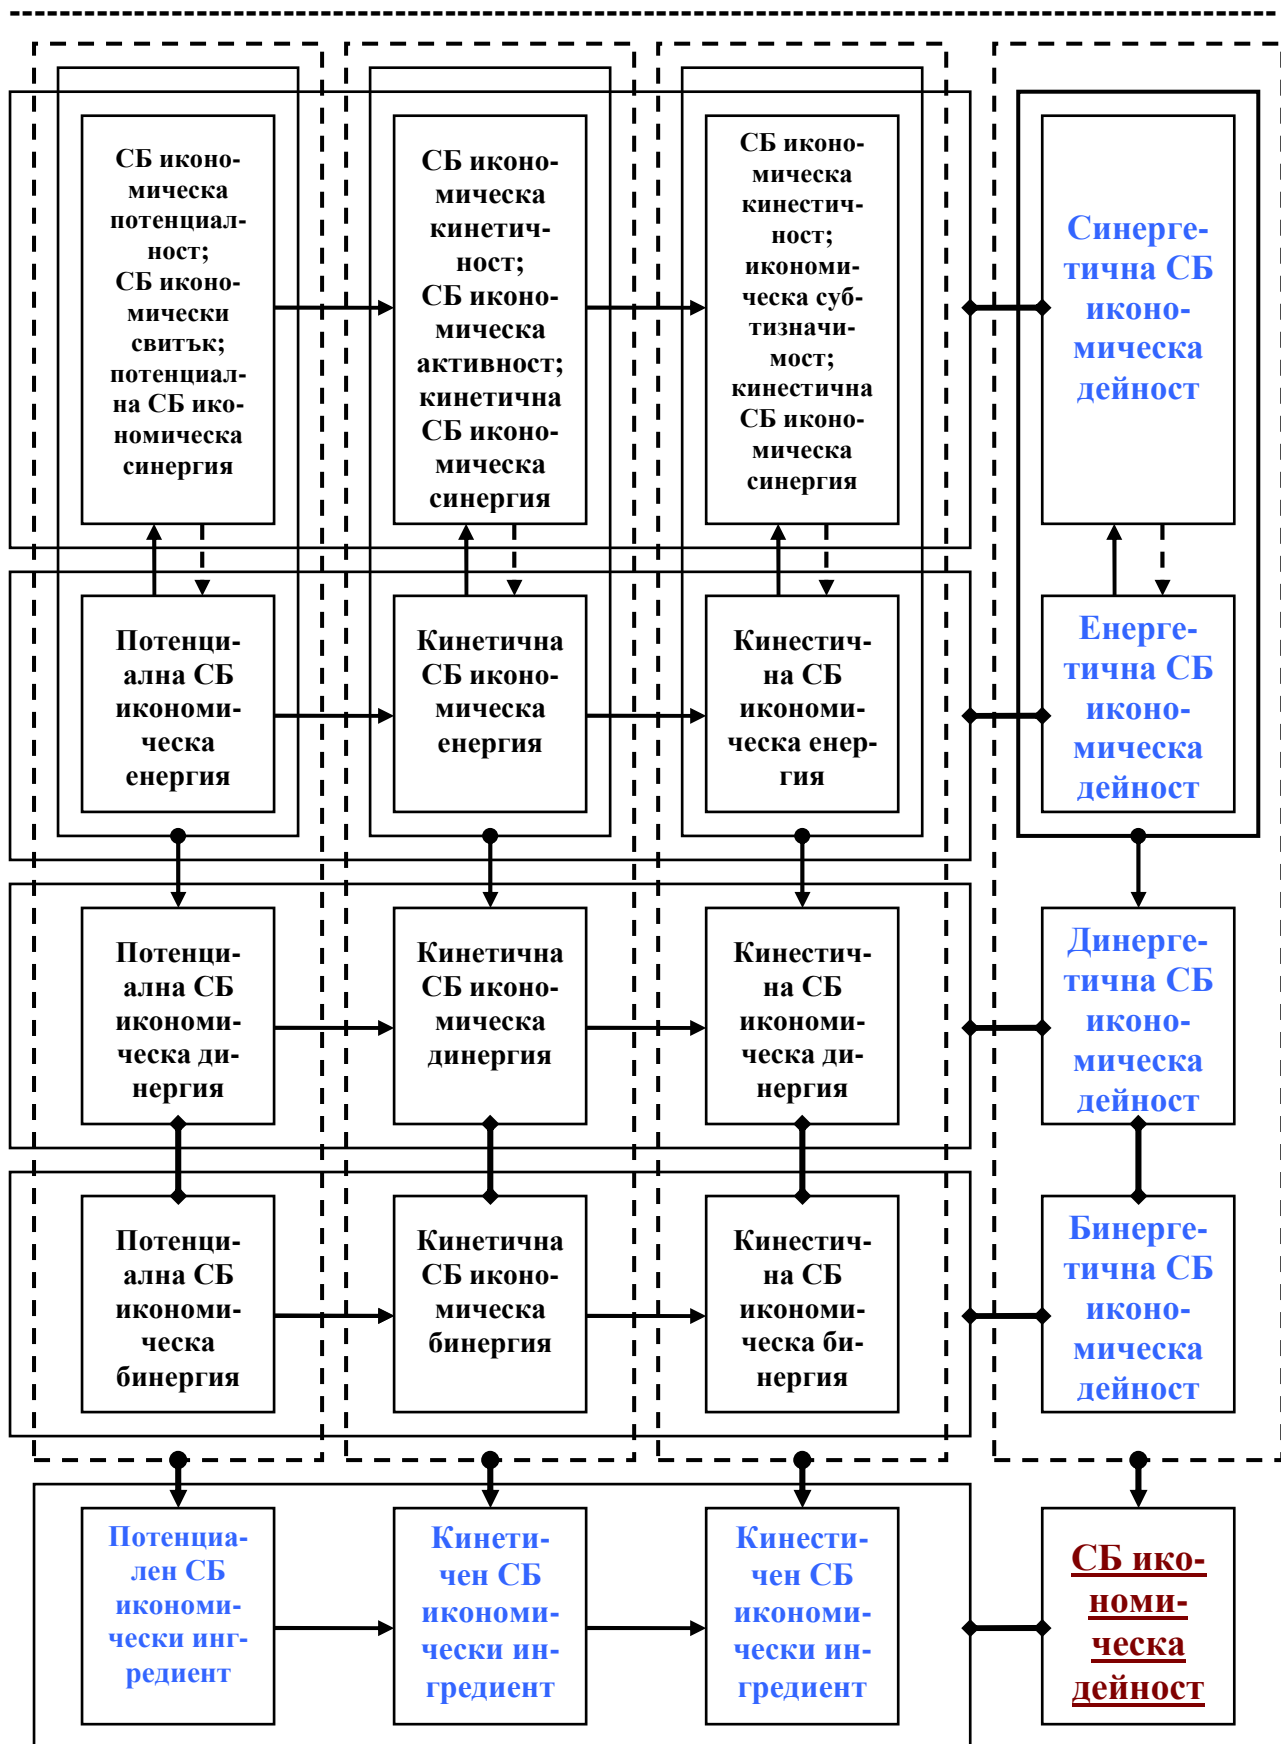 СБ иконо-
мическа
потенциал-
ност;
СБ иконо-
мически
свитък;
потенциал-
на СБ ико-
номическа
синергия
СБ иконо-
мическа
кинетич-
ност;
СБ иконо-
мическа
активност;
кинетична
СБ иконо-
мическа
синергия
СБ иконо-
мическа
кинестич-
ност;
икономи-
ческа суб-
тизначи-
мост;
кинестична
СБ иконо-
мическа
синергия
Синерге-
тична СБ
иконо-
мическа
дейност
Потенци-
ална СБ
икономи-
ческа
енергия
Кинетична
СБ иконо-
мическа
енергия
Кинестич-
на СБ
икономи-
ческа енер-
гия
Енерге-
тична СБ
иконо-
мическа
дейност
Потенци-
ална СБ
икономи-
ческа ди-
нергия
Кинетична
СБ иконо-
мическа
динергия
Кинестич-
на СБ
икономи-
ческа ди-
нергия
Динерге-
тична СБ
иконо-
мическа
дейност
Потенци-
ална СБ
икономи-
ческа
бинергия
Кинетична
СБ иконо-
мическа
бинергия
Кинестич-
на СБ
икономи-
ческа би-
нергия
Бинерге-
тична СБ
иконо-
мическа
дейност
Потенциа-
лен СБ
икономи-
чески инг-
редиент
Кинети-
чен СБ
икономи-
чески ин-
гредиент
Кинести-
чен СБ
икономи-
чески ин-
гредиент
СБ ико-
номи-
ческа
дейност